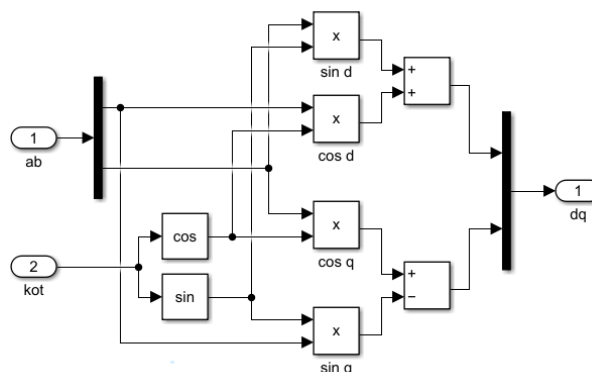 x
sin d
+
+
x
cos d
1
ab
1
dq
cos
x
cos q
2
kot
sin
+
−
x
sin q